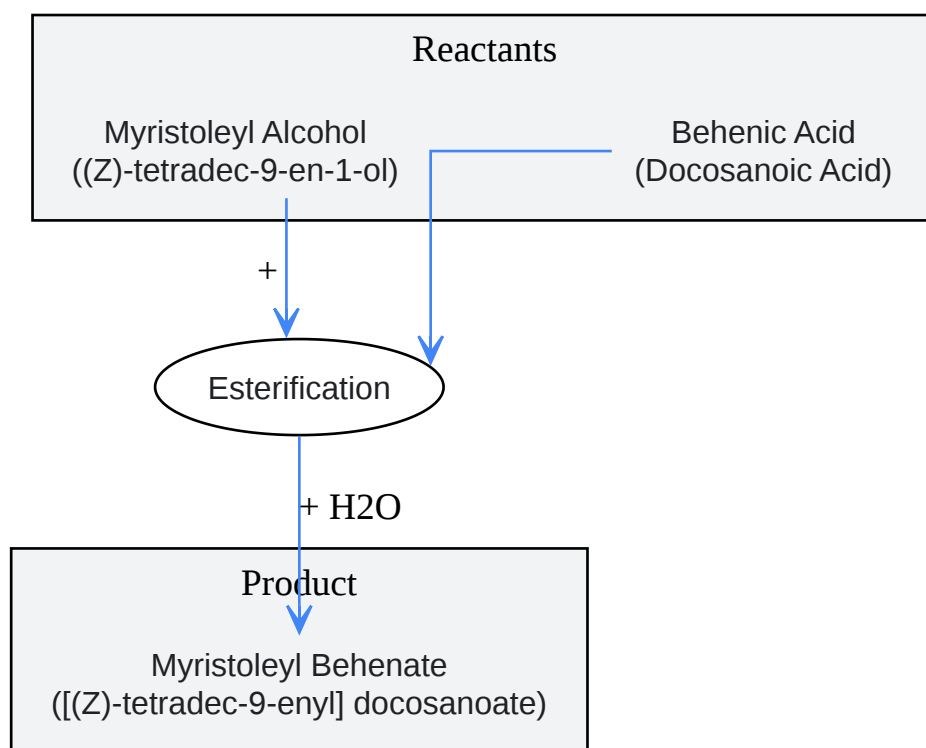 Reactants
Myristoleyl Alcohol
((Z)-tetradec-9-en-1-ol)
Behenic Acid
(Docosanoic Acid)
+
Esterification
+ H2O
Product
Myristoleyl Behenate
([(Z)-tetradec-9-enyl] docosanoate)